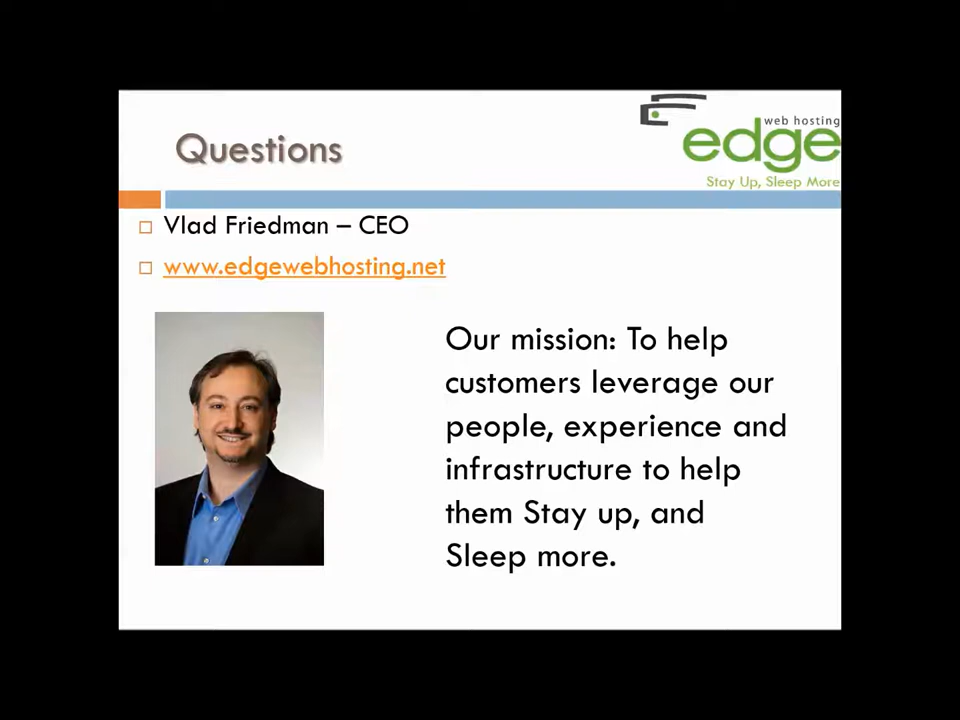 Questions
web hosting
edge
Stay Up, Sleep More
Vlad Friedman – CEO
www.edgewebhosting.net
Our mission: To help
customers leverage our
people, experience and
infrastructure to help
them Stay up, and
Sleep more.